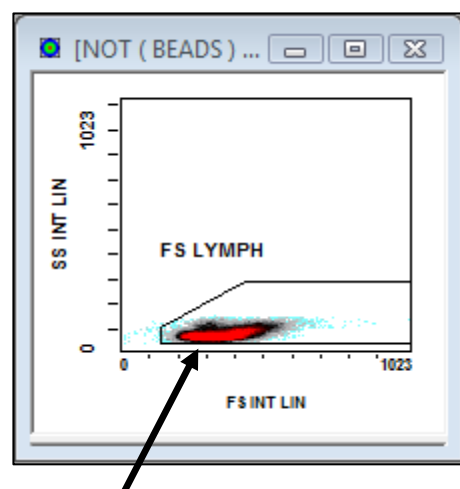 [NOT ( BEADS ) ...
1023
SS INT LIN
FS LYMPH
0
0
1023
FS INT LIN